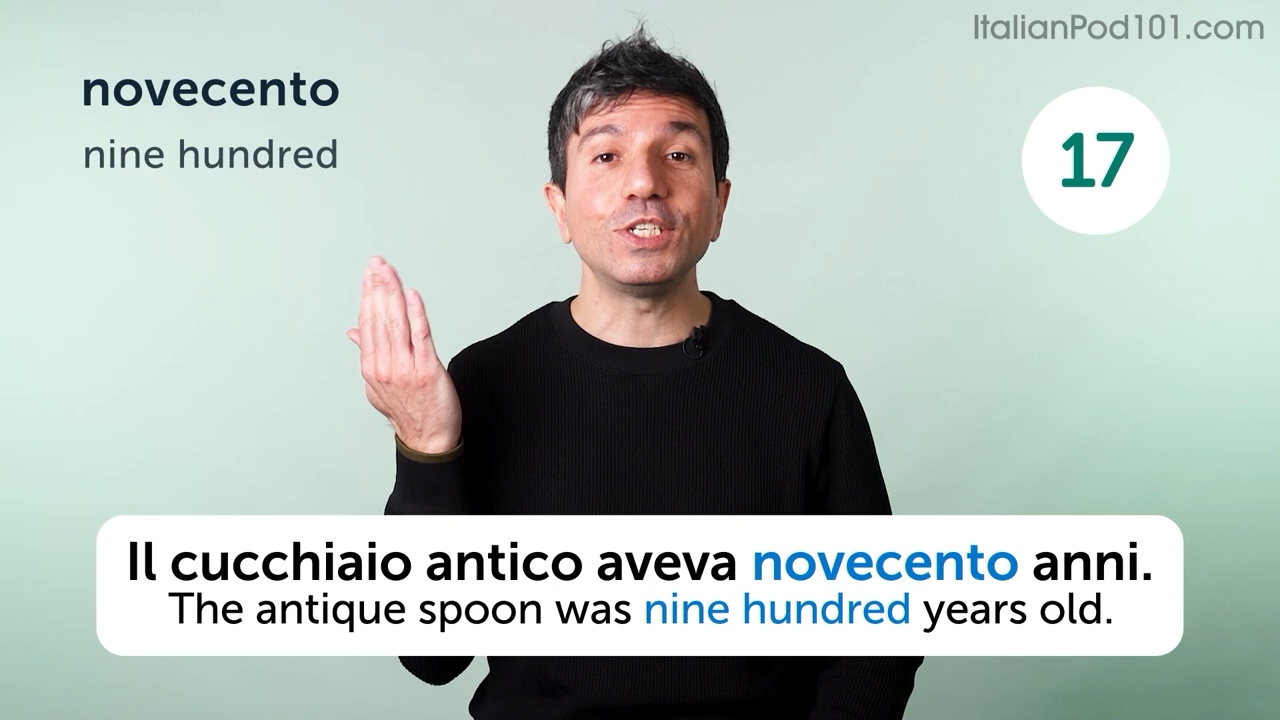 ItalianPod101.com
novecento
nine hundred
17
Il cucchiaio antico aveva novecento anni.
The antique spoon was nine hundred years old.